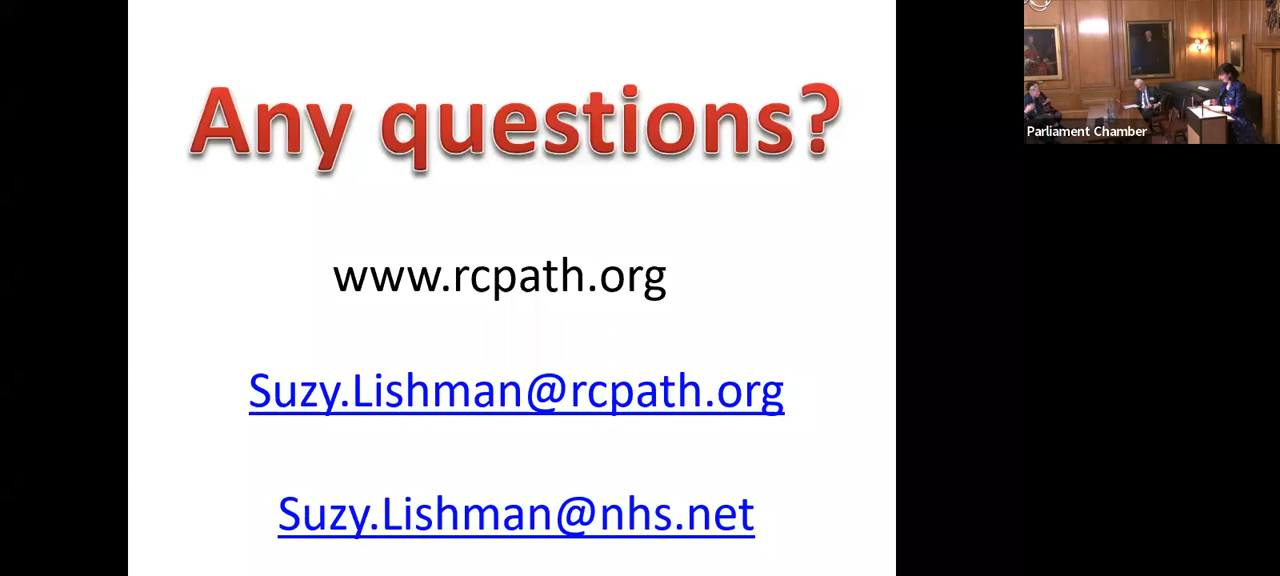 Any questions?
www.rcpath.org
Suzy.Lishman@rcpath.org
Suzy.Lishman@nhs.net
Parliament Chamber